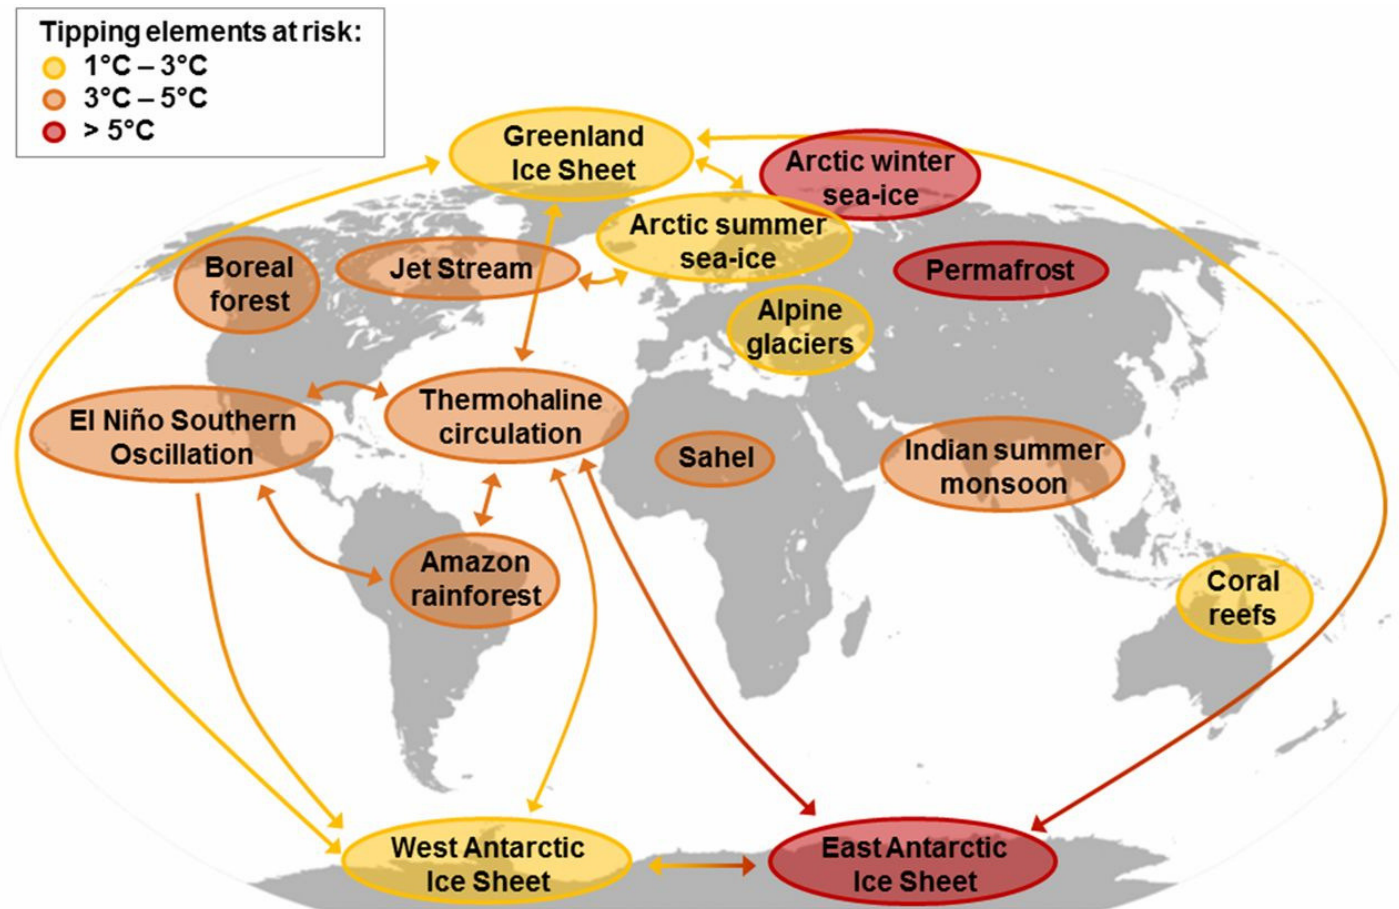 Tipping elements at risk:
1°C – 3°C
3°C – 5°C
> 5°C
Greenland
Ice Sheet
Arctic winter
sea-ice
Arctic summer
sea-ice
Boreal
forest
Jet Stream
Permafrost
Alpine
glaciers
El Niño Southern
Oscillation
Thermohaline
circulation
Sahel
Indian summer
monsoon
Amazon
rainforest
Coral
reefs
West Antarctic
Ice Sheet
East Antarctic
Ice Sheet